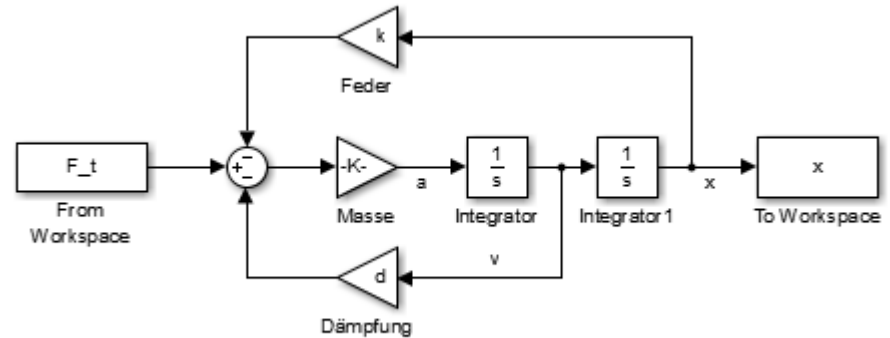 k
Feder
F_t
From
Workspace
+
−
−
-K-
Masse
a
1
s
Integrator
1
s
Integrator1
x
x
To Workspace
v
d
Dämpfung